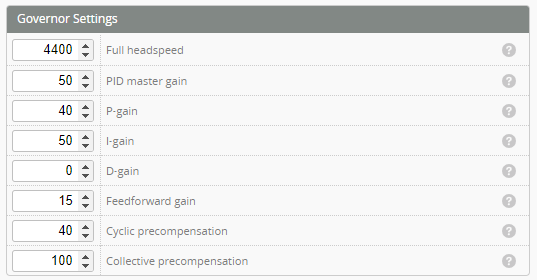 Governor Settings
4400 Full headspeed ?
50 PID master gain ?
40 P-gain ?
50 I-gain ?
0 D-gain ?
15 Feedforward gain ?
40 Cyclic precompensation ?
100 Collective precompensation ?